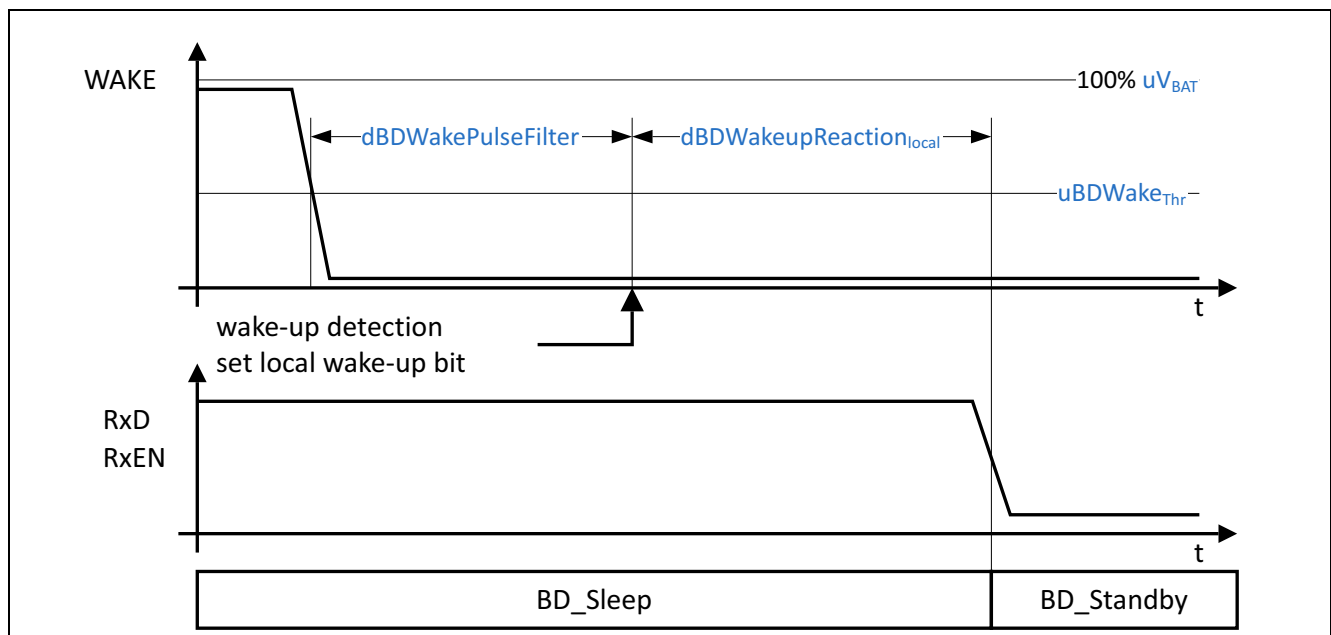 WAKE
100% uVBAT
dBDWakePulseFilter
dBDWakeupReactionlocal
uBDWakeThr
t
wake-up detection
set local wake-up bit
RxD
RxEN
t
BD_Sleep
BD_Standby